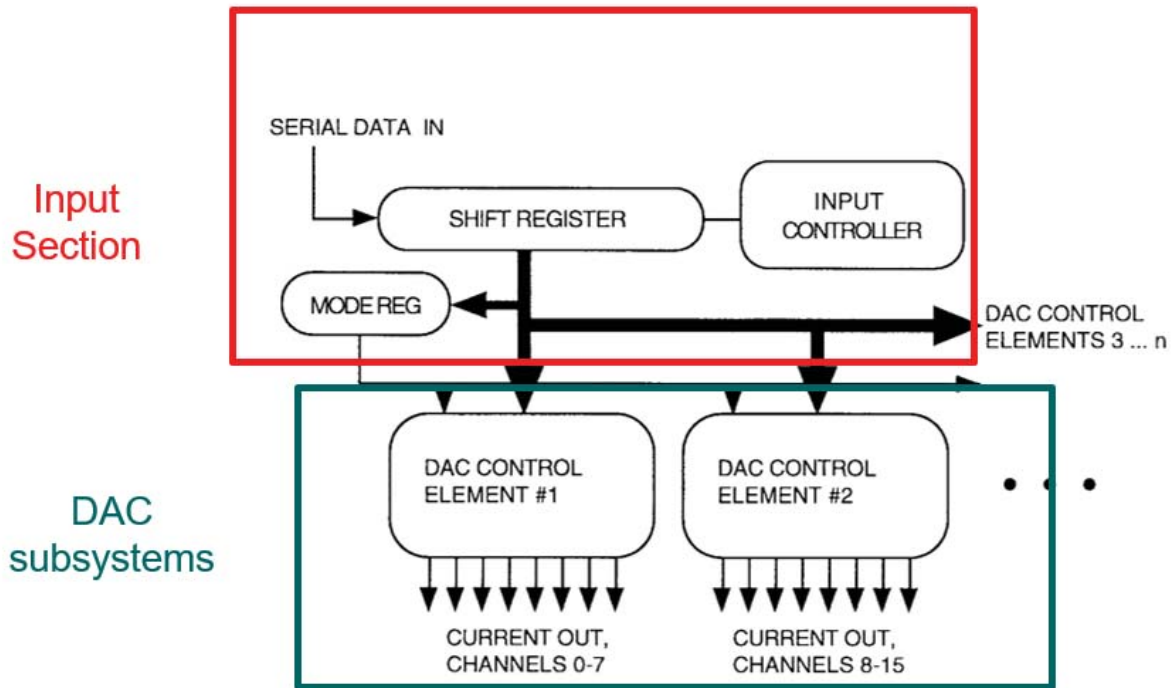 SERIAL DATA IN
Input
Section
SHIFT REGISTER
INPUT
CONTROLLER
MODE REG
DAC CONTROL
ELEMENTS 3 ... n
DAC
subsystems
DAC CONTROL
ELEMENT #1
DAC CONTROL
ELEMENT #2
• • •
CURRENT OUT,
CHANNELS 0-7
CURRENT OUT,
CHANNELS 8-15